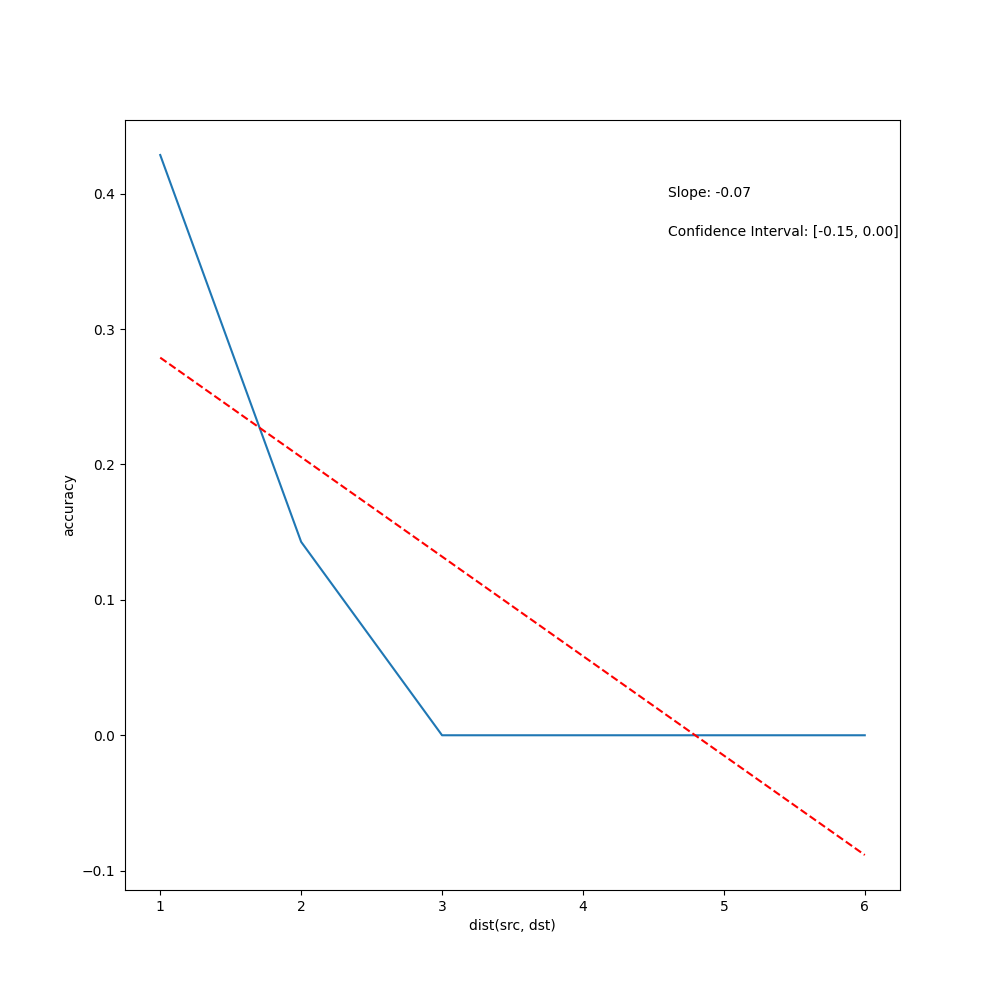 Slope: -0.07
Confidence Interval: [-0.15, 0.00]
0.4
0.3
0.2
0.1
0.0
−0.1
accuracy
1 2 3 4 5 6
dist(src, dst)